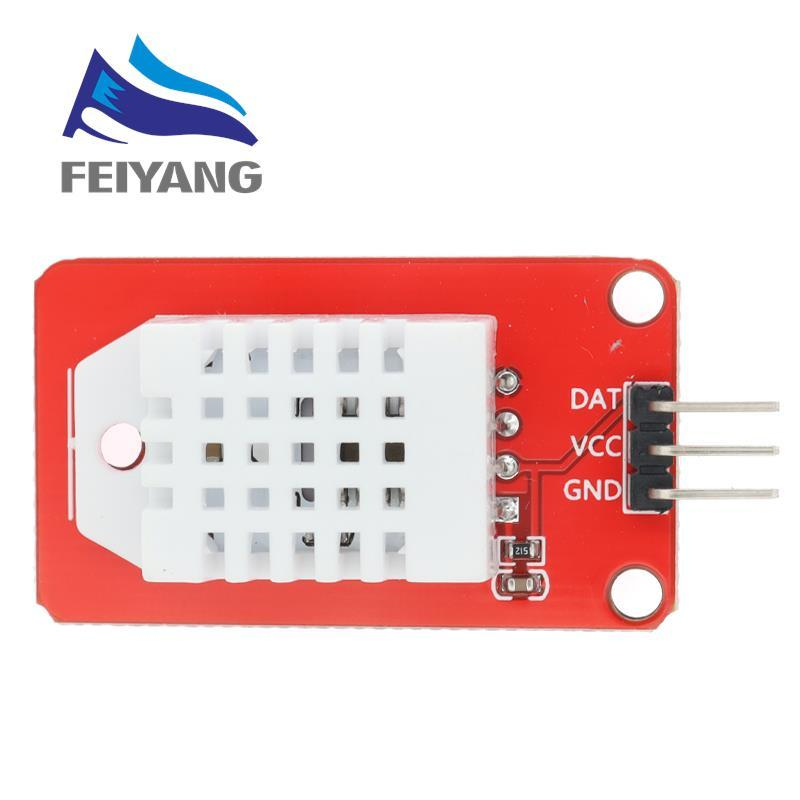 FEIYANG
DAT
VCC
GND
512